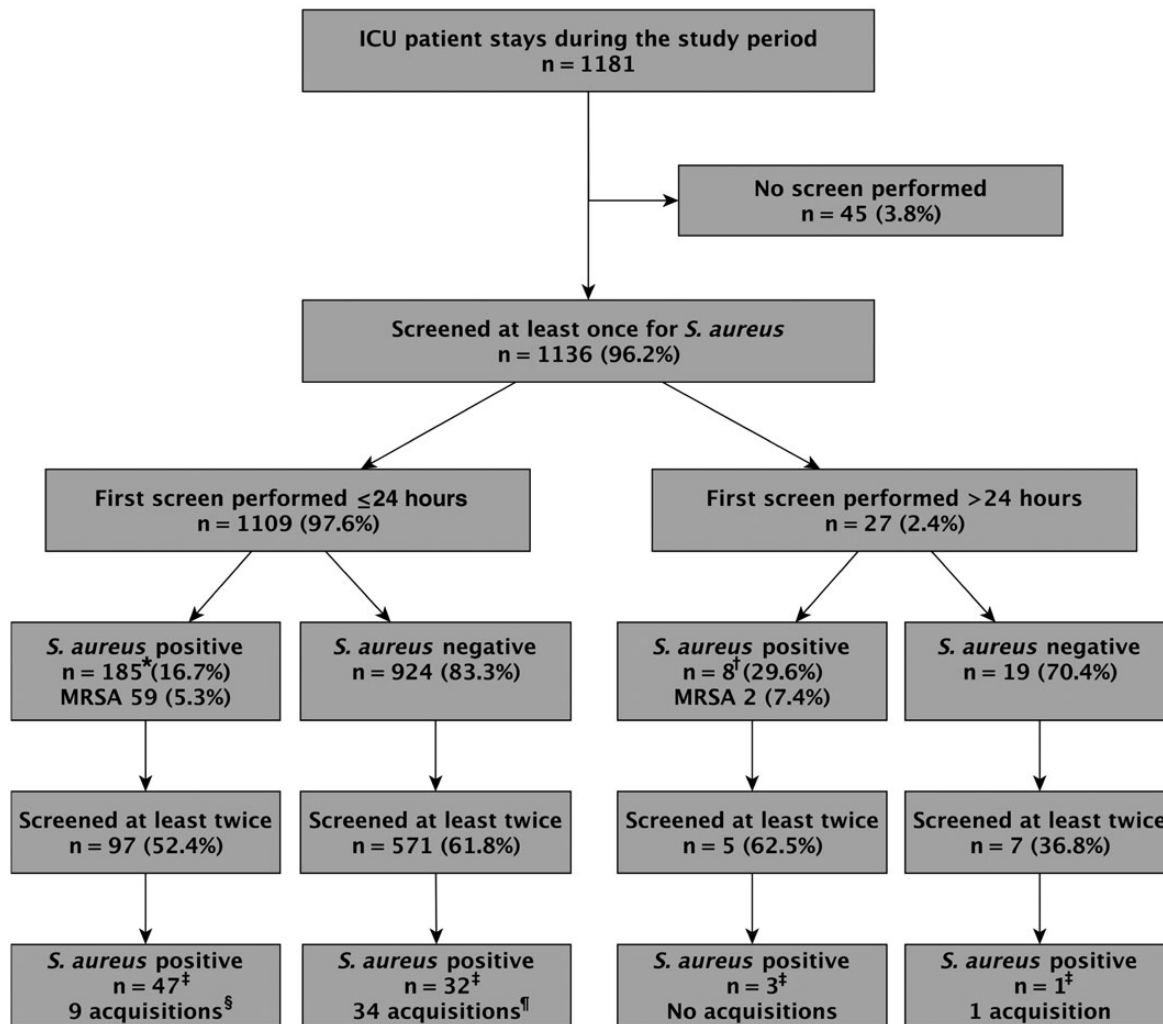 ICU patient stays during the study period
n = 1181
No screen performed
n = 45 (3.8%)
Screened at least once for S. aureus
n = 1136 (96.2%)
First screen performed ≤24 hours
n = 1109 (97.6%)
First screen performed >24 hours
n = 27 (2.4%)
S. aureus positive
n = 185* (16.7%)
MRSA 59 (5.3%)
S. aureus negative
n = 924 (83.3%)
S. aureus positive
n = 8† (29.6%)
MRSA 2 (7.4%)
S. aureus negative
n = 19 (70.4%)
Screened at least twice
n = 97 (52.4%)
Screened at least twice
n = 571 (61.8%)
Screened at least twice
n = 5 (62.5%)
Screened at least twice
n = 7 (36.8%)
S. aureus positive
n = 47‡
9 acquisitions§
S. aureus positive
n = 32‡
34 acquisitions¶
S. aureus positive
n = 3‡
No acquisitions
S. aureus positive
n = 1‡
1 acquisition